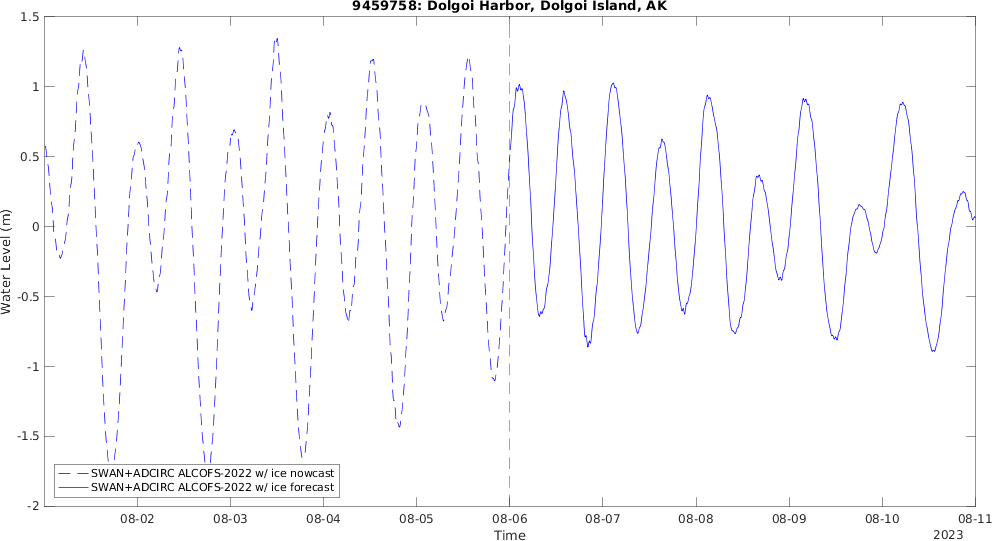 9459758: Dolgoi Harbor, Dolgoi Island, AK
1.5
1
0.5
0
-0.5
-1
-1.5
-2
Water Level (m)
SWAN+ADCIRC ALCOFS-2022 w/ ice nowcast
SWAN+ADCIRC ALCOFS-2022 w/ ice forecast
08-02 08-03 08-04 08-05 08-06 08-07 08-08 08-09 08-10 08-11
Time
2023